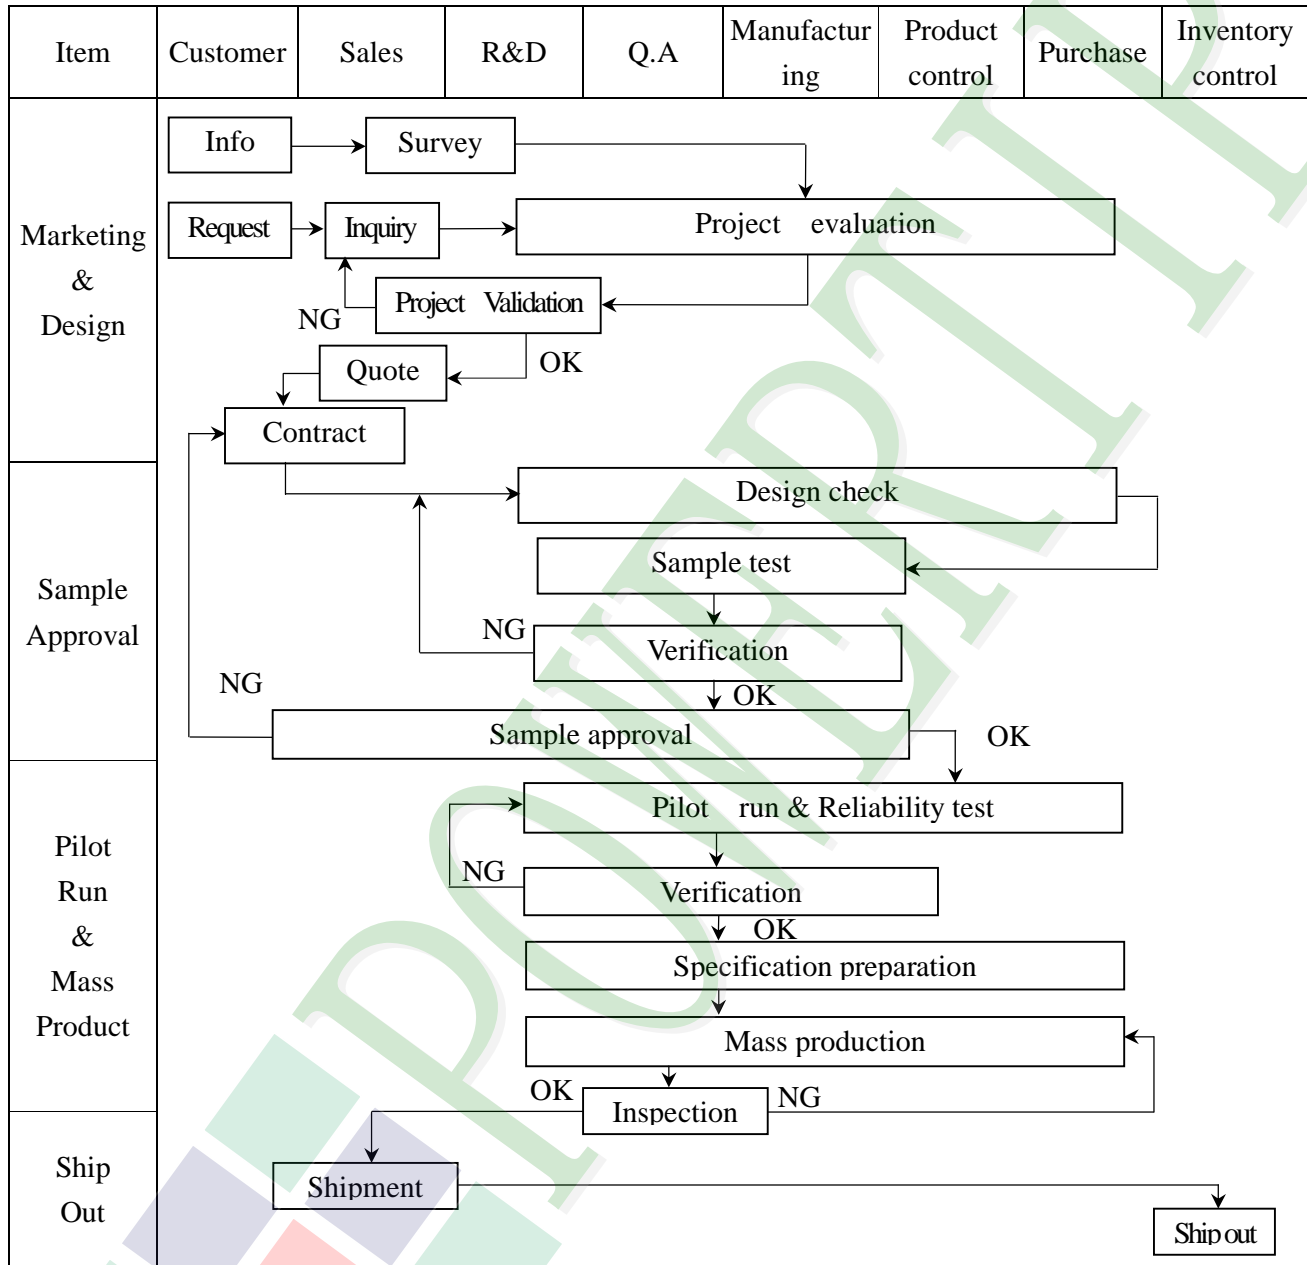 Item
Customer
Sales
R&D
Q.A
Manufactur
ing
Product
control
Purchase
Inventory
control
Marketing
&
Design
Info
Survey
Request
Inquiry
Project evaluation
Project Validation
NG
OK
Quote
Contract
Sample
Approval
Design check
Sample test
NG
Verification
OK
NG
Sample approval
OK
Pilot
Run
&
Mass
Product
Pilot run & Reliability test
NG
Verification
OK
Specification preparation
Mass production
OK
Inspection
NG
Ship
Out
Shipment
Ship out
POWERTIP